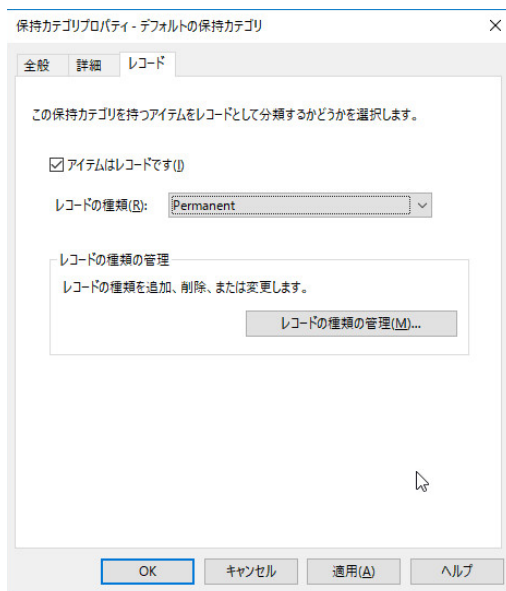 保持カテゴリプロパティ - デフォルトの保持カテゴリ
全般 詳細 レコード
この保持カテゴリを持つアイテムをレコードとして分類するかどうかを選択します。
アイテムはレコードです(I)
レコードの種類(R): Permanent
レコードの種類の管理
レコードの種類を追加、削除、または変更します。
レコードの種類の管理(M)...
OK キャンセル 適用(A) ヘルプ